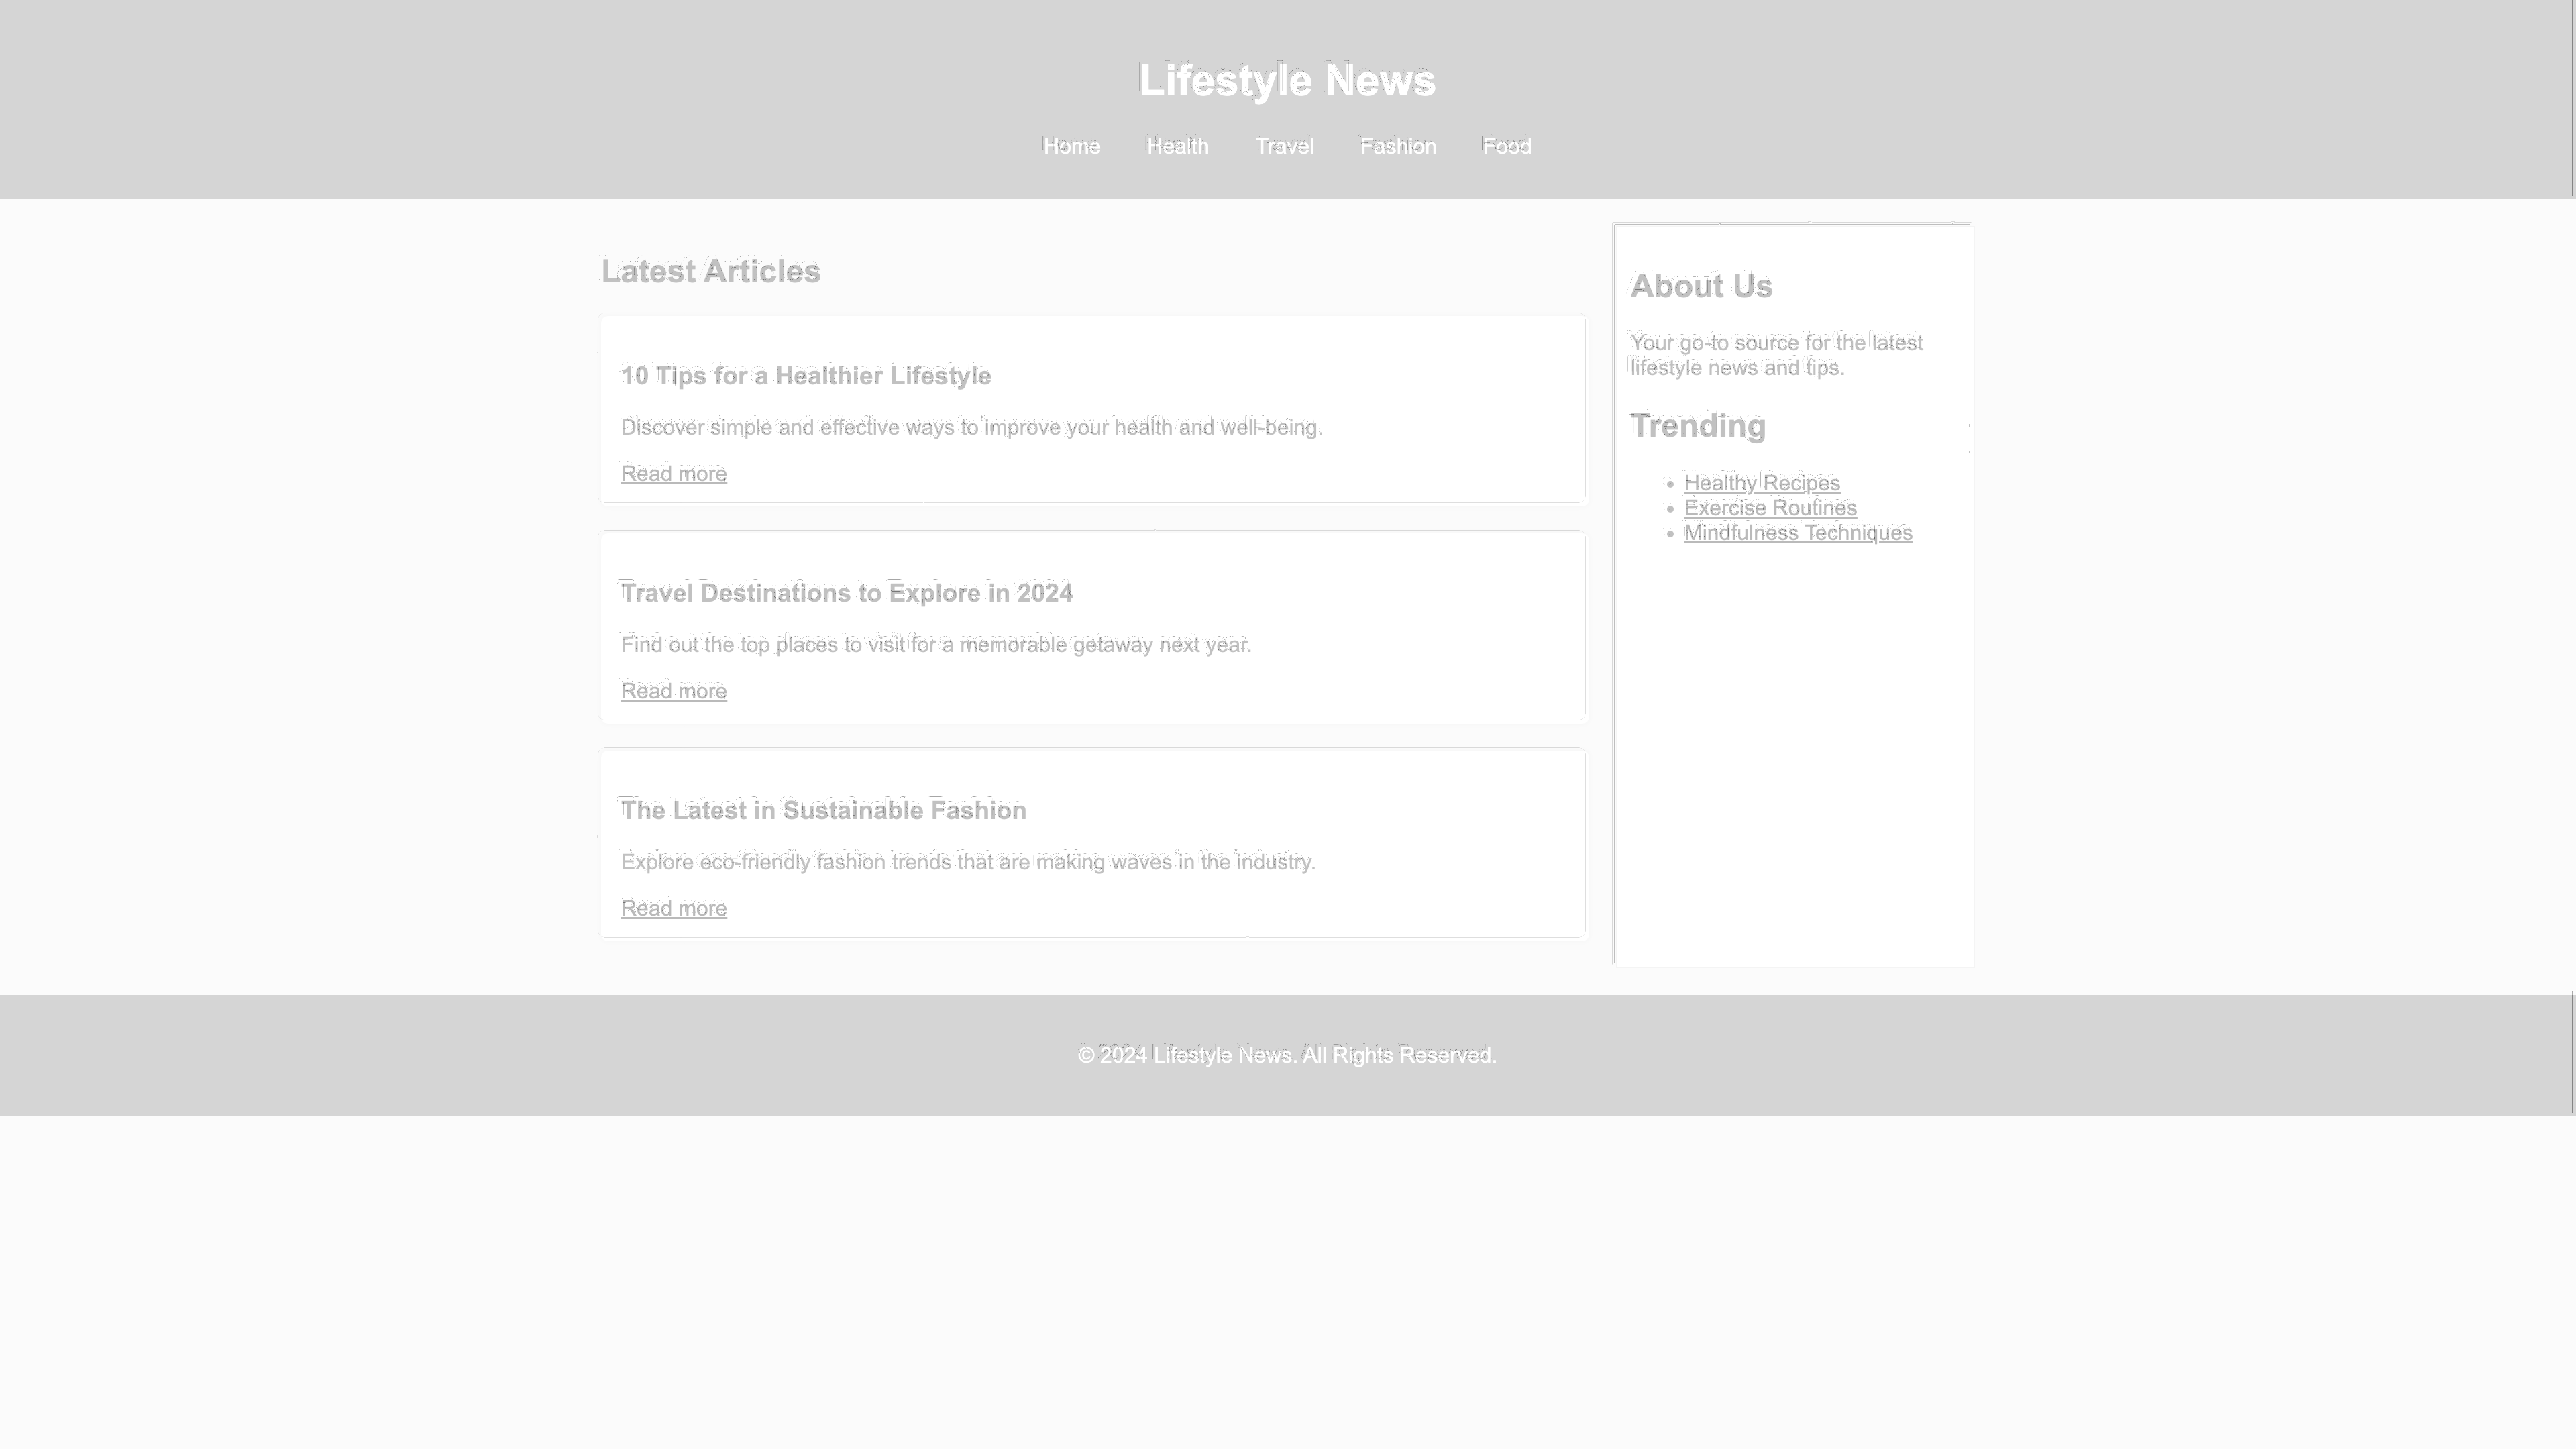 Lifestyle News
Home Health Travel Fashion Food
Latest Articles
10 Tips for a Healthier Lifestyle
Discover simple and effective ways to improve your health and well-being.
Read more
Travel Destinations to Explore in 2024
Find out the top places to visit for a memorable getaway next year.
Read more
The Latest in Sustainable Fashion
Explore eco-friendly fashion trends that are making waves in the industry.
Read more
About Us
Your go-to source for the latest
lifestyle news and tips.
Trending
• Healthy Recipes
• Exercise Routines
• Mindfulness Techniques
© 2024 Lifestyle News. All Rights Reserved.